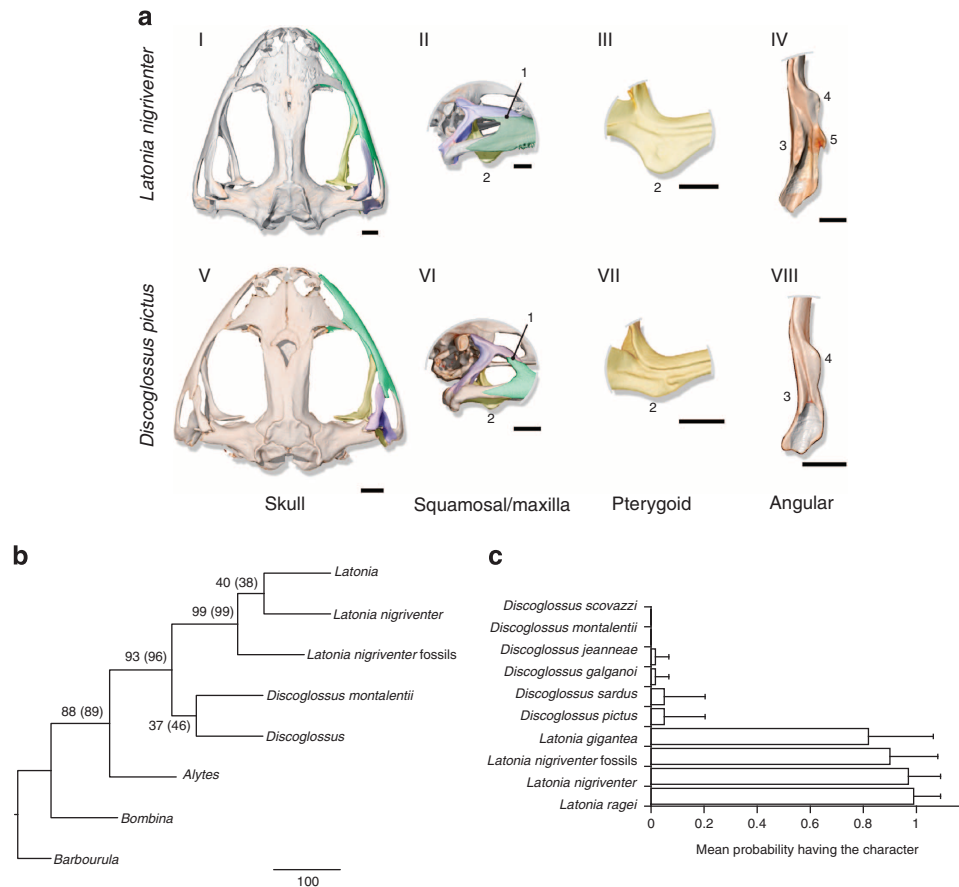 a
Latonia nigriventer
I
II
III
IV
1
2
2
3
4
5
Discoglossus pictus
V
VI
VII
VIII
1
2
2
3
4
Skull
Squamosal/maxilla
Pterygoid
Angular
b
40 (38)
Latonia
99 (99)
Latonia nigriventer
93 (96)
Latonia nigriventer fossils
88 (89)
Discoglossus montalentii
37 (46)
Discoglossus
Alytes
Bombina
Barbourula
100
c
Discoglossus scovazzi
Discoglossus montalentii
Discoglossus jeanneae
Discoglossus galganoi
Discoglossus sardus
Discoglossus pictus
Latonia gigantea
Latonia nigriventer fossils
Latonia nigriventer
Latonia ragei
0 0.2 0.4 0.6 0.8 1
Mean probability having the character